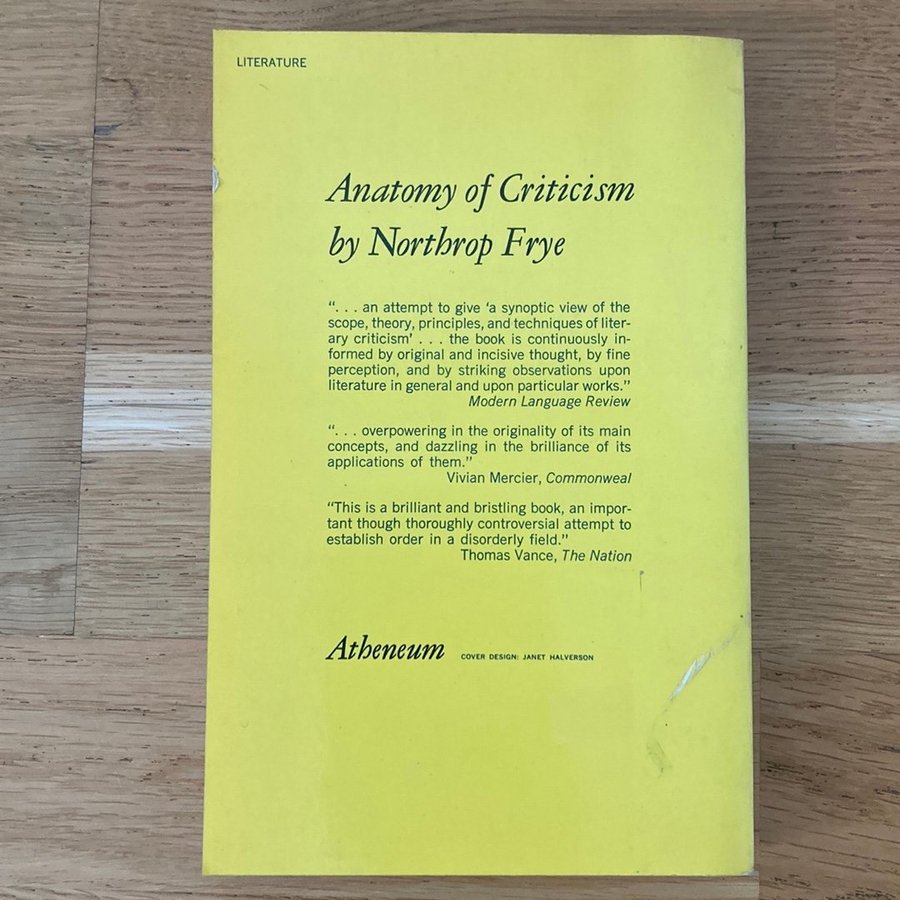 LITERATURE
Anatomy of Criticism
by Northrop Frye
“. . . an attempt to give ‘a synoptic view of the
scope, theory, principles, and techniques of liter-
ary criticism’ . . . the book is continuously in-
formed by original and incisive thought, by fine
perception, and by striking observations upon
literature in general and upon particular works.”
Modern Language Review
“. . . overpowering in the originality of its main
concepts, and dazzling in the brilliance of its
applications of them.”
Vivian Mercier, Commonweal
“This is a brilliant and bristling book, an impor-
tant though thoroughly controversial attempt to
establish order in a disorderly field.”
Thomas Vance, The Nation
Atheneum COVER DESIGN: JANET HALVERSON